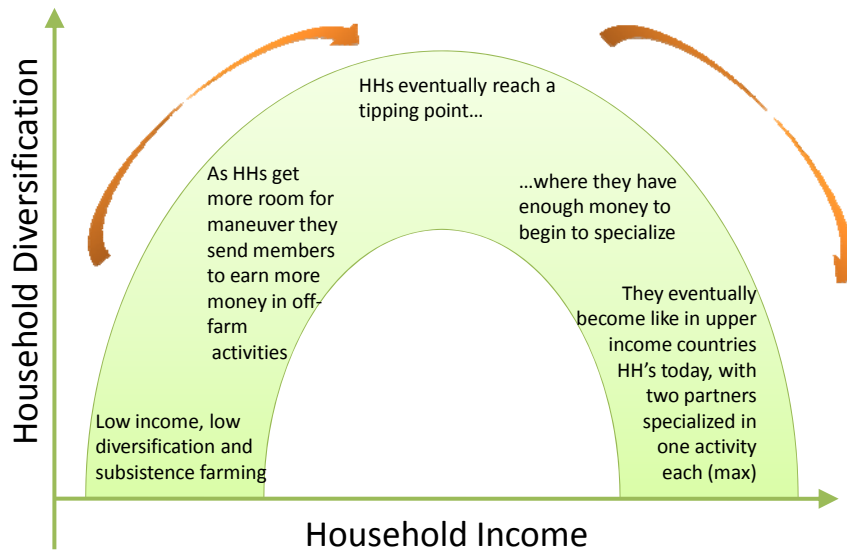 Household Diversification
HHs eventually reach a
tipping point...
As HHs get
more room for
maneuver they
send members
to earn more
money in off-
farm
activities
...where they have
enough money to
begin to specialize
They eventually
become like in upper
income countries
HH's today, with
two partners
specialized in
one activity
each (max)
Low income, low
diversification and
subsistence farming
Household Income